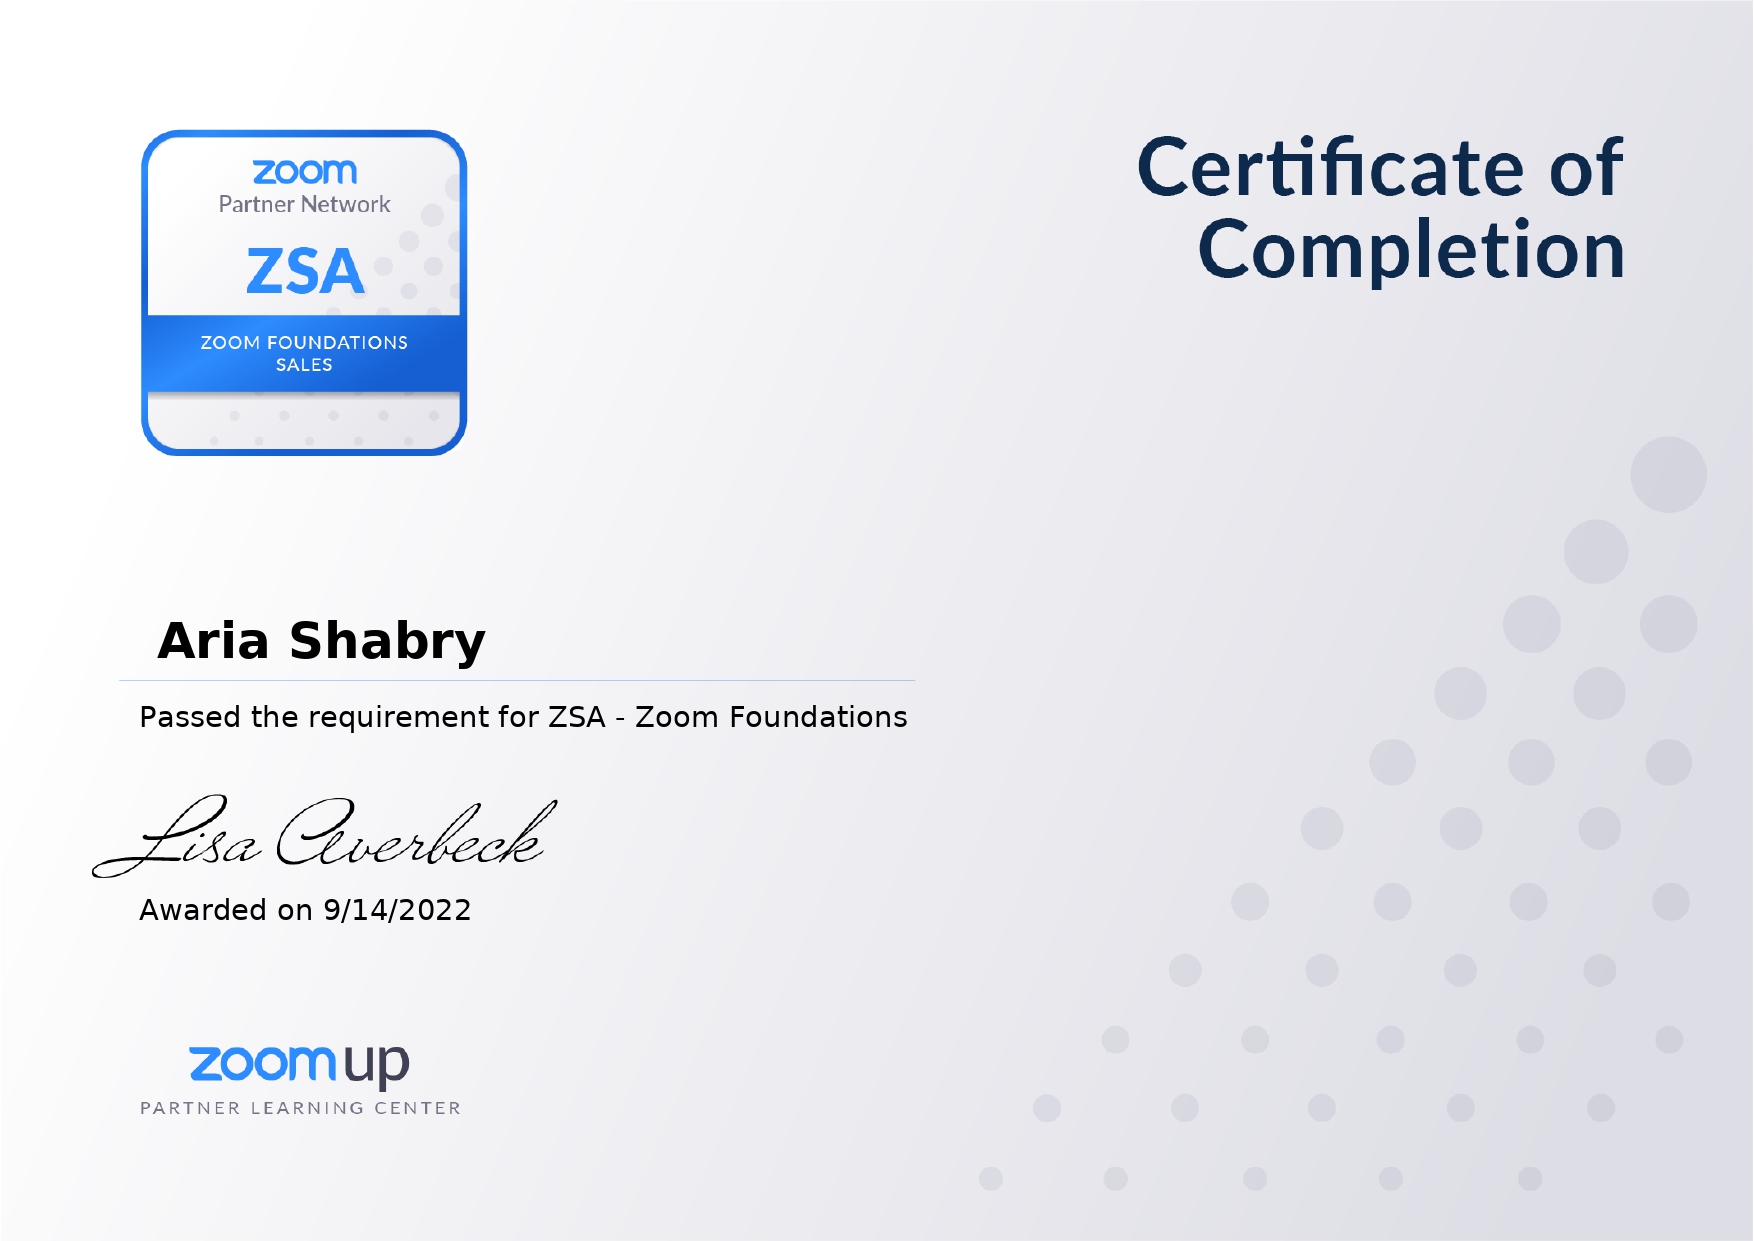 zoom
Partner Network
ZSA
ZOOM FOUNDATIONS
SALES
Certificate of
Completion
Aria Shabry
Passed the requirement for ZSA - Zoom Foundations
Lisa Averbeck
Awarded on 9/14/2022
zoom up
PARTNER LEARNING CENTER